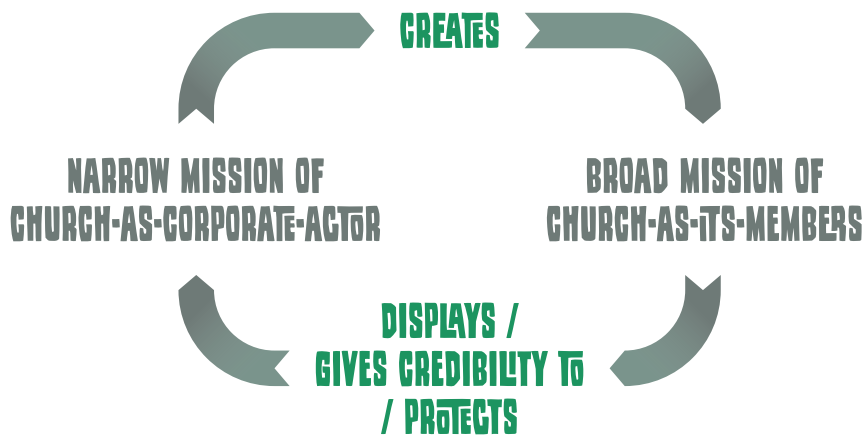 CREATES
NARROW MISSION OF
CHURCH-AS-CORPORATE-ACTOR
BROAD MISSION OF
CHURCH-AS-iTS-MEMBERS
DISPLAYS /
GIVES CREDIBILITY TO
/ PROTECTS